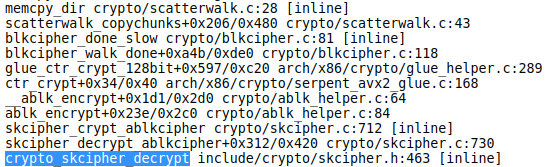 memcpy_dir crypto/scatterwalk.c:28 [inline]
scatterwalk_copychunks+0x206/0x480 crypto/scatterwalk.c:43
blkcipher_done_slow crypto/blkcipher.c:81 [inline]
blkcipher_walk_done+0xa4b/0xde0 crypto/blkcipher.c:118
glue_ctr_crypt_128bit+0x597/0xc20 arch/x86/crypto/glue_helper.c:289
ctr_crypt+0x34/0x40 arch/x86/crypto/serpent_avx2_glue.c:168
__ablk_encrypt+0x1d1/0x2d0 crypto/ablk_helper.c:64
ablk_encrypt+0x23e/0x2c0 crypto/ablk_helper.c:84
skcipher_crypt_ablkcipher crypto/skcipher.c:712 [inline]
skcipher_decrypt_ablkcipher+0x312/0x420 crypto/skcipher.c:730
crypto_skcipher_decrypt include/crypto/skcipher.h:463 [inline]